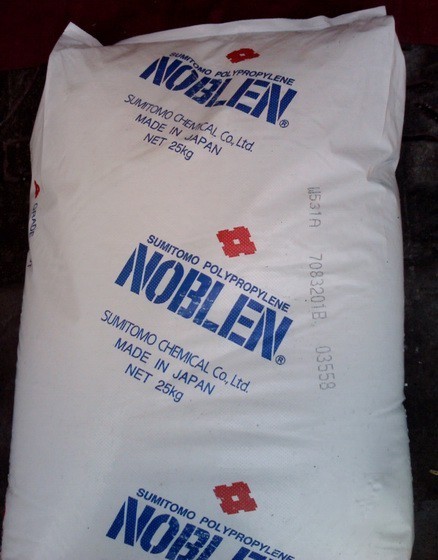 SUMITOMO POLYPROPYLENE
NOBLEN®
SUMITOMO CHEMICAL Co., Ltd.
MADE IN JAPAN
NET 25kg
W531A 7083201B 03558
SUMITOMO POLYPROPYLENE
NOBLEN®
SUMITOMO CHEMICAL Co., Ltd.
MADE IN JAPAN
NET 25kg
GRADE
SUMITOMO POLYPROPYLENE
NOBLEN